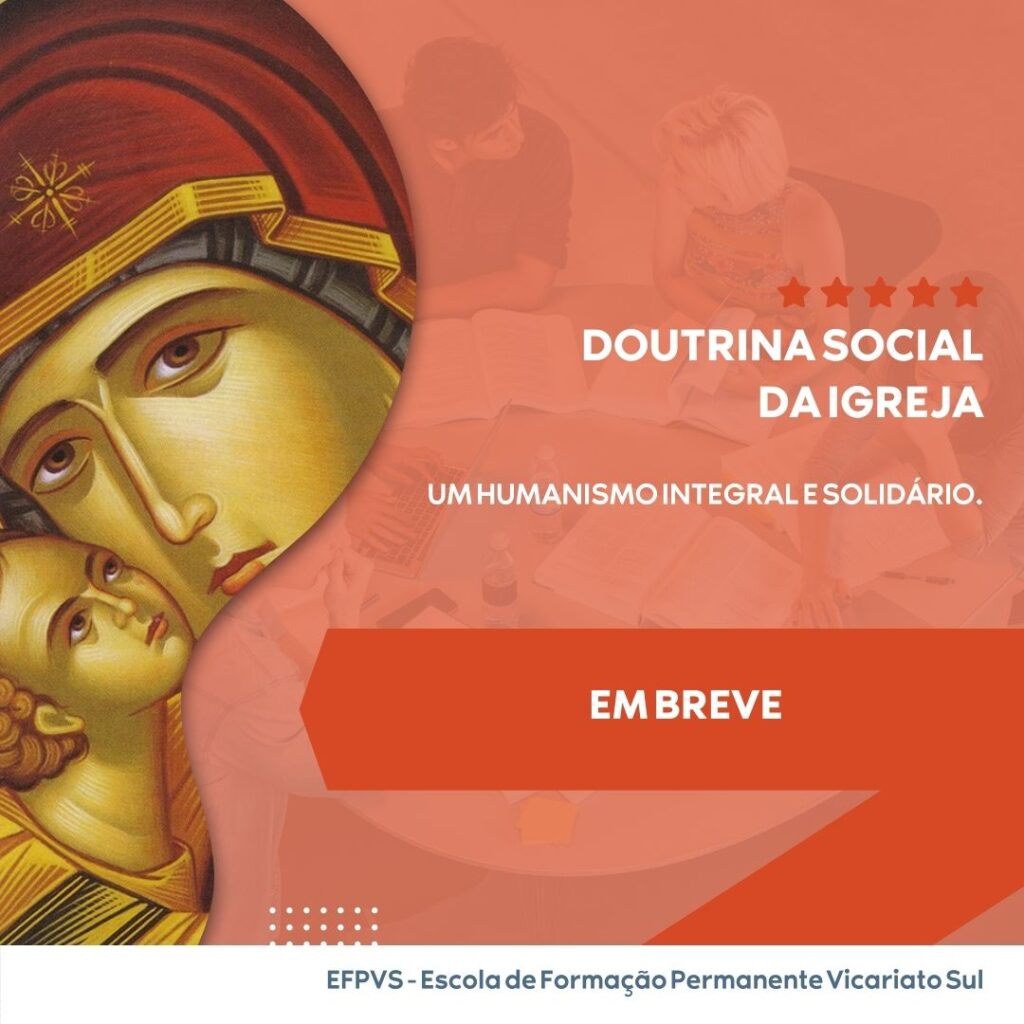 DOUTRINA SOCIAL
DA IGREJA
UM HUMANISMO INTEGRAL E SOLIDÁRIO.
EM BREVE
EFPVS - Escola de Formação Permanente Vicariato Sul